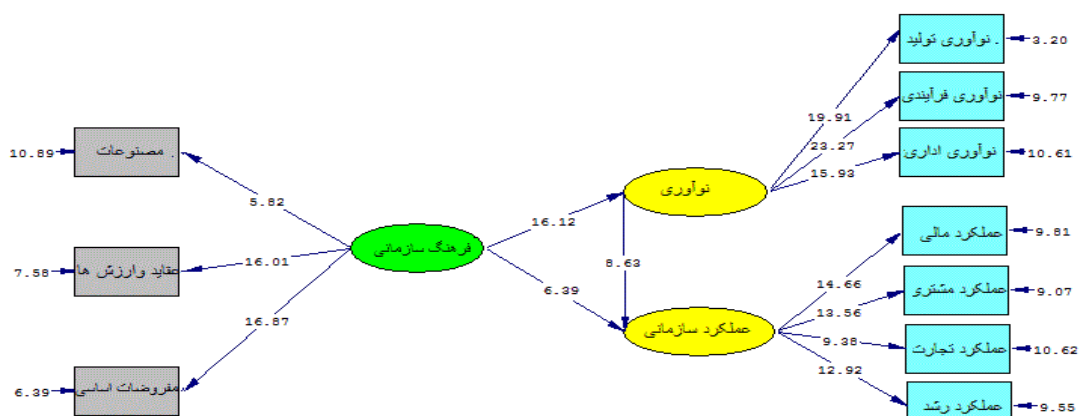 . نوآوری تولید
3.20
نوآوری فرآیندی
9.77
نوآوری اداری:
10.61
19.91
23.27
15.93
. مصنوعات
10.89
5.82
نوآوری
16.12
عملکرد مالی
9.81
عقاید وارزش ها
7.58
16.01
فرهنگ سازمانی
8.63
6.39
14.66
عملکرد مشتری
9.07
13.56
عملکرد سازمانی
9.38
عملکرد تجارت
10.62
16.87
12.92
مفروضات اساسی
6.39
عملکرد رشد
9.55